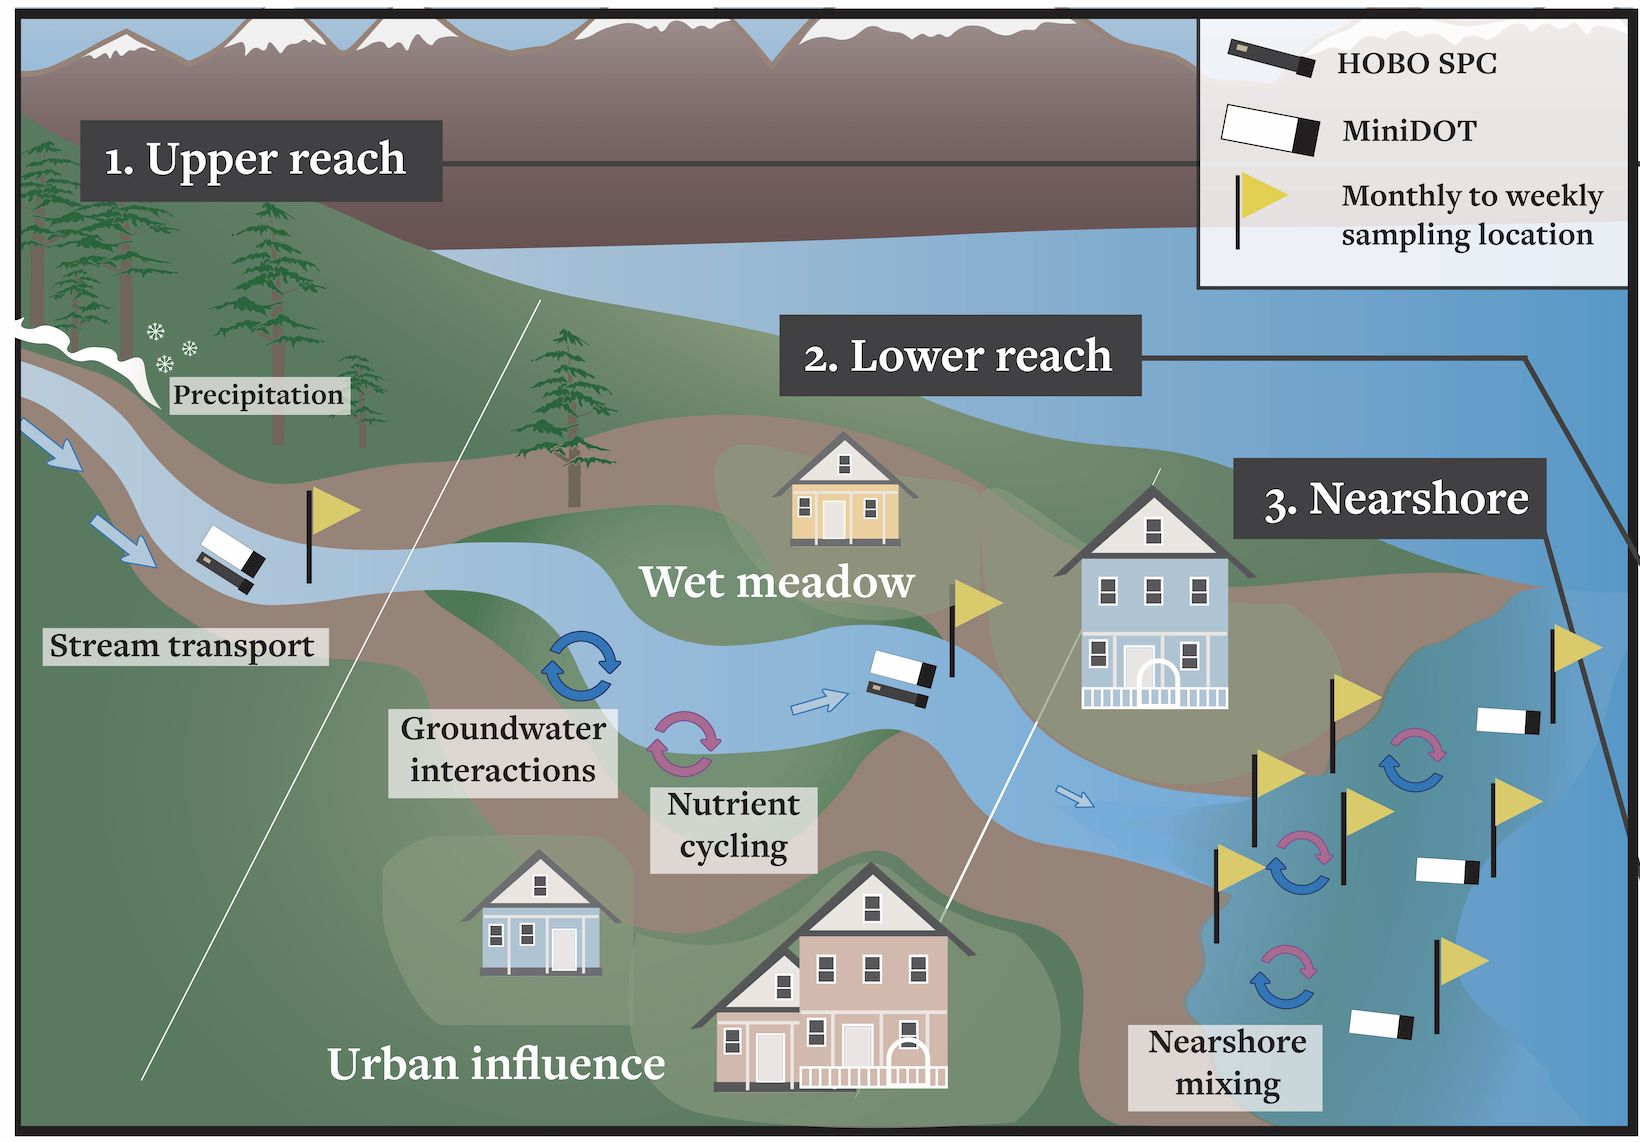 HOBO SPC
MiniDOT
Monthly to weekly
sampling location
1. Upper reach
2. Lower reach
3. Nearshore
Precipitation
Wet meadow
Stream transport
Groundwater
interactions
Nutrient
cycling
Urban influence
Nearshore
mixing